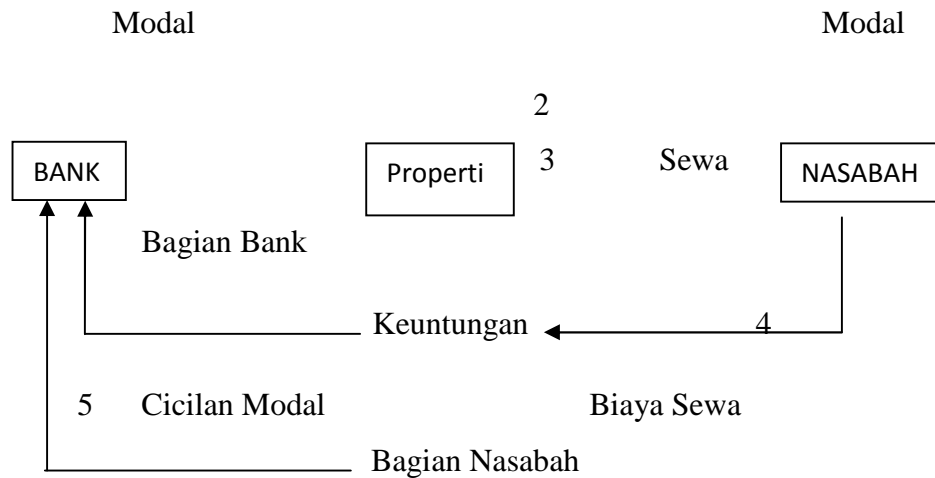 Modal Modal
2
BANK Properti 3 Sewa NASABAH
Bagian Bank
Keuntungan 4
5 Cicilan Modal Biaya Sewa
Bagian Nasabah